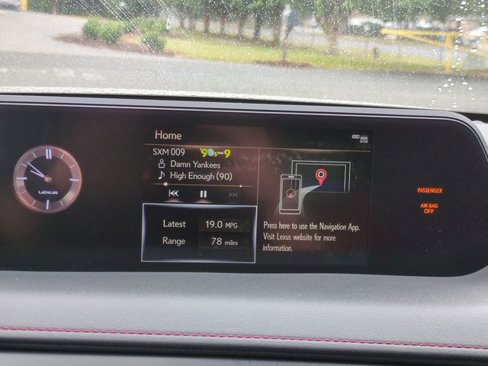 Home
SXM 009
Damn Yankees
High Enough (90)
LEXUS
Latest 19.0 MPG
Range 78 miles
Press here to use the Navigation App.
Visit Lexus website for more
information.
PASSENGER
AIR BAG
OFF